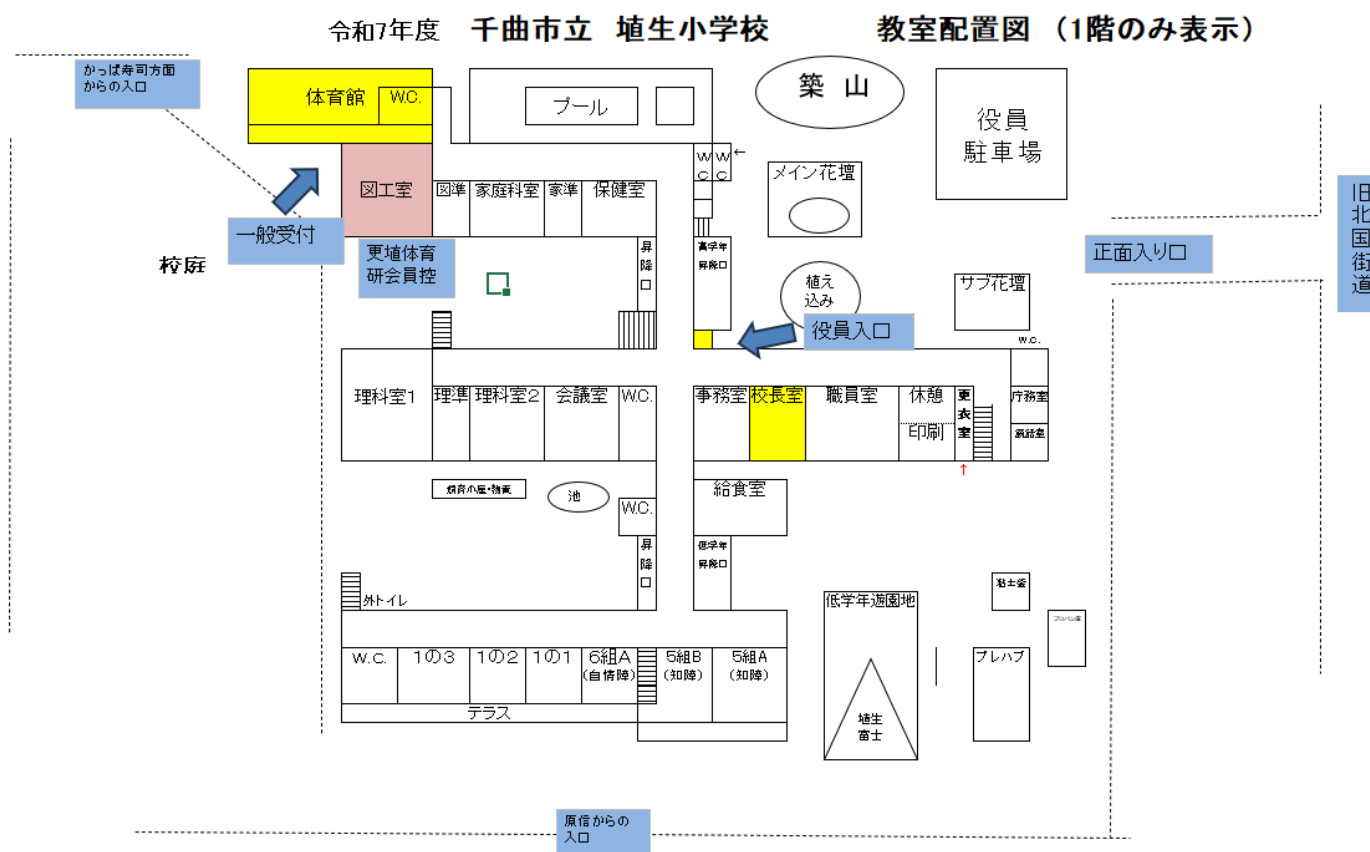 令和7年度 千曲市立 埴生小学校 教室配置図 （1階のみ表示）
かっぱ寿司方面
からの入口
体育館
W.C.
プール
築 山
役員
駐車場
旧北国街道
図工室
図準
家庭科室
家準
保健室
WC
WC
←
メイン花壇
一般受付
校庭
更埴体育
研会員控
昇降口
高学年
昇降口
植え
込み
サブ花壇
正面入り口
役員入口
W.C.
理科室1
理準
理科室2
会議室
W.C.
事務室
校長室
職員室
休憩
印刷
更衣室
庁務室
↑
飼育小屋・物置
池
W.C.
給食室
昇降口
低学年
昇降口
外トイレ
低学年遊園地
W.C.
1の3
1の2
1の1
6組A
(自情障)
5組B
(知障)
5組A
(知障)
プレハブ
テラス
埴生
富士
原信からの
入口